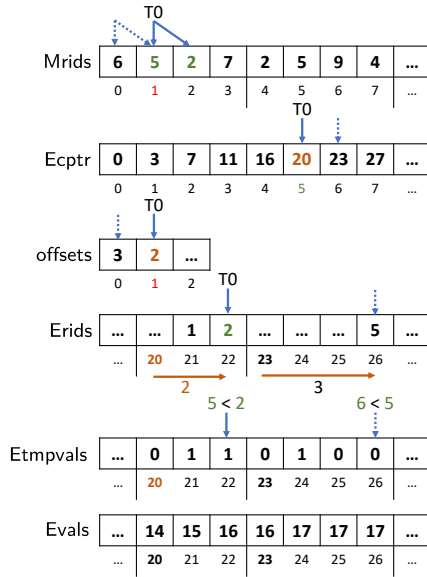 T0
Mrids 6 5 2 7 2 5 9 4 ...
0 1 2 3 4 5 6 7 ...
T0
Ecptr 0 3 7 11 16 20 23 27 ...
0 1 2 3 4 5 6 7 ...
T0
offsets 3 2 ...
0 1 2
T0
Erids ... ... 1 2 ... ... ... 5 ...
... 20 21 22 23 24 25 26 ...
2 3
5 < 2 6 < 5
Etmpvals ... 0 1 1 0 1 0 0 ...
... 20 21 22 23 24 25 26 ...
Evals ... 14 15 16 16 17 17 17 ...
... 20 21 22 23 24 25 26 ...